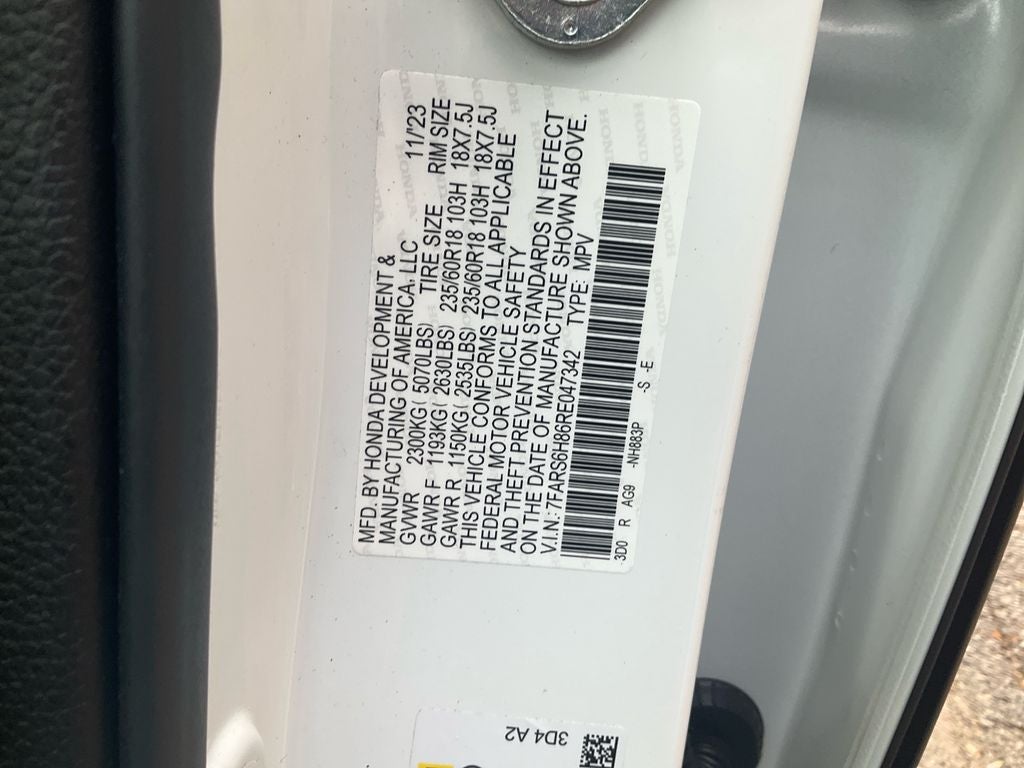 MFD. BY HONDA DEVELOPMENT &
MANUFACTURING OF AMERICA, LLC 11/'23
GVWR 2300KG( 5070LBS) TIRE SIZE RIM SIZE
GAWR F 1193KG( 2630LBS) 235/60R18 103H 18X7.5J
GAWR R 1150KG( 2535LBS) 235/60R18 103H 18X7.5J
THIS VEHICLE CONFORMS TO ALL APPLICABLE
FEDERAL MOTOR VEHICLE SAFETY
AND THEFT PREVENTION STANDARDS IN EFFECT
ON THE DATE OF MANUFACTURE SHOWN ABOVE.
V.I.N.: 7FARS6H86RE047342 TYPE: MPV
3D0 R AG9 -NH883P -S -E
3D4 A2